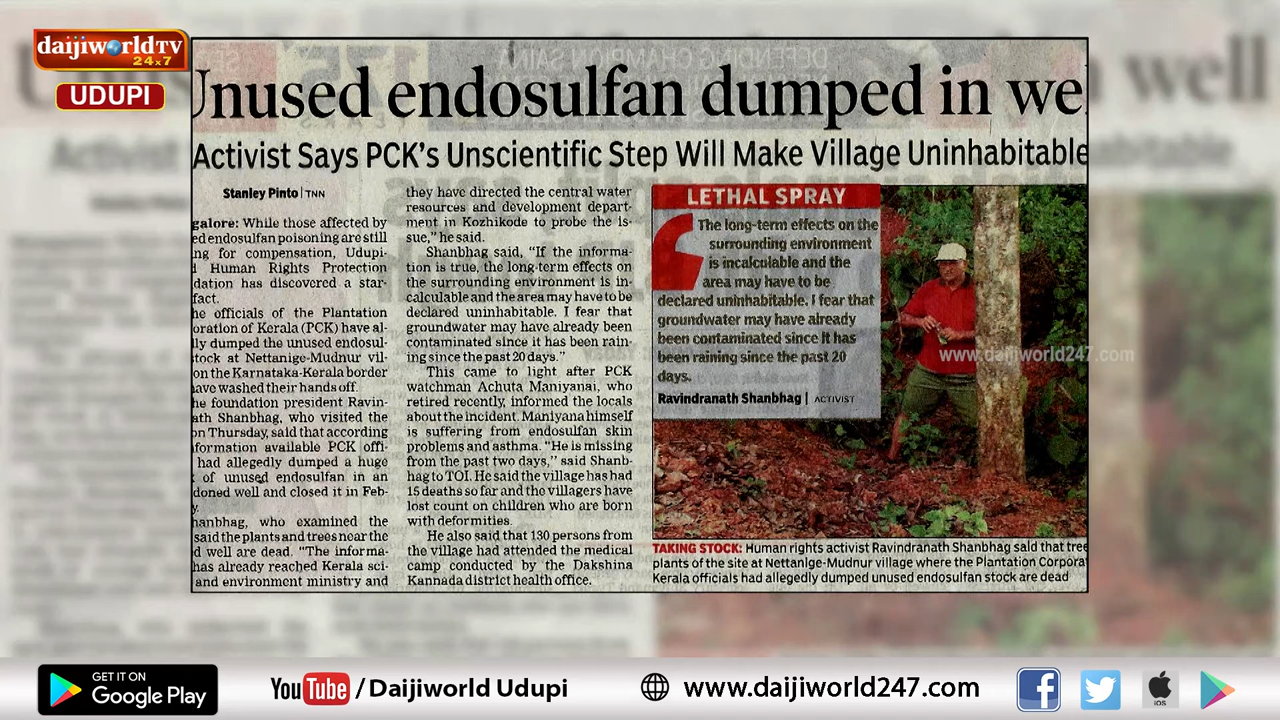 daijiworldTV
24x7
UDUPI
Unused endosulfan dumped in we
Activist Says PCK's Unscientific Step Will Make Village Uninhabitable
Stanley Pinto | TNN
galore: While those affected by
ed endosulfan poisoning are still
ng for compensation, Udupi-
d Human Rights Protection
dation has discovered a star-
fact.
he officials of the Plantation
oration of Kerala (PCK) have al-
lly dumped the unused endosul-
stock at Nettanige-Mudnur vil-
on the Karnataka-Kerala border
have washed their hands off.
he foundation president Ravin-
ath Shanbhag, who visited the
on Thursday, said that according
formation available PCK offi-
had allegedly dumped a huge
k of unused endosulfan in an
doned well and closed it in Feb-
y.
hanbhag, who examined the
said the plants and trees near the
d well are dead. "The informa-
has already reached Kerala sci-
and environment ministry and
they have directed the central water
resources and development depart-
ment in Kozhikode to probe the is-
sue," he said.
Shanbhag said, "If the informa-
tion is true, the long-term effects on
the surrounding environment is in-
calculable and the area may have to be
declared uninhabitable. I fear that
groundwater may have already been
contaminated since it has been rain-
ing since the past 20 days."
This came to light after PCK
watchman Achuta Maniyanai, who
retired recently, informed the locals
about the incident. Maniyana himself
is suffering from endosulfan skin
problems and asthma. "He is missing
from the past two days," said Shanb-
hag to TOI. He said the village has had
15 deaths so far and the villagers have
lost count on children who are born
with deformities.
He also said that 130 persons from
the village had attended the medical
camp conducted by the Dakshina
Kannada district health office.
LETHAL SPRAY
The long-term effects on the
surrounding environment
is incalculable and the
area may have to be
declared uninhabitable. I fear that
groundwater may have already
been contaminated since it has
been raining since the past 20
days.
Ravindranath Shanbhag | ACTIVIST
www.daijiworld247.com
TAKING STOCK: Human rights activist Ravindranath Shanbhag said that tree
plants of the site at Nettanige-Mudnur village where the Plantation Corpora
Kerala officials had allegedly dumped unused endosulfan stock are dead
well
GET IT ON
Google Play
YouTube / Daijiworld Udupi
www.daijiworld247.com
iOS